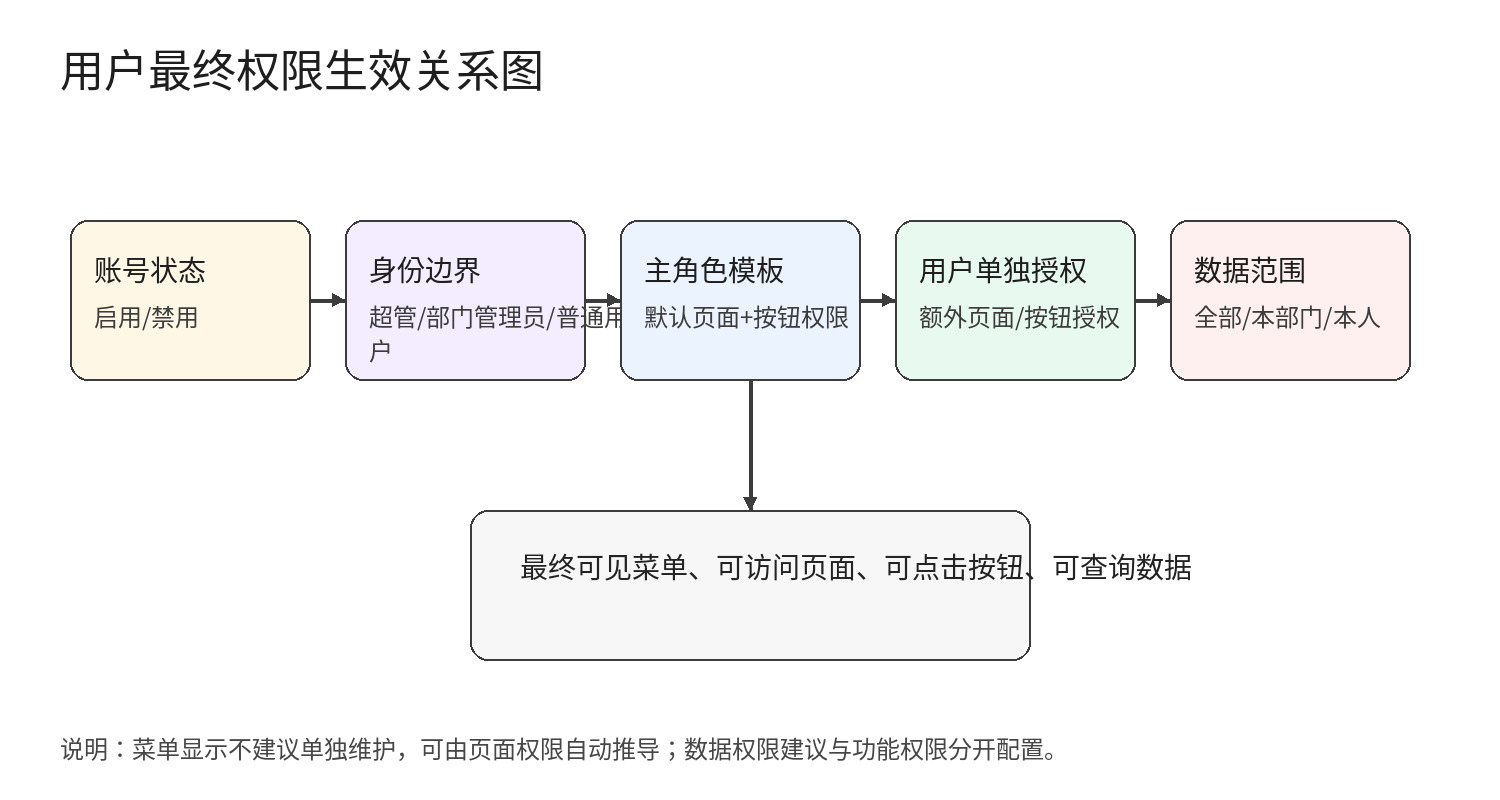 用户最终权限生效关系图
账号状态
启用/禁用
身份边界
超管/部门管理员/普通用
户
主角色模板
默认页面+按钮权限
用户单独授权
额外页面/按钮授权
数据范围
全部/本部门/本人
最终可见菜单、可访问页面、可点击按钮、可查询数据
说明：菜单显示不建议单独维护，可由页面权限自动推导；数据权限建议与功能权限分开配置。